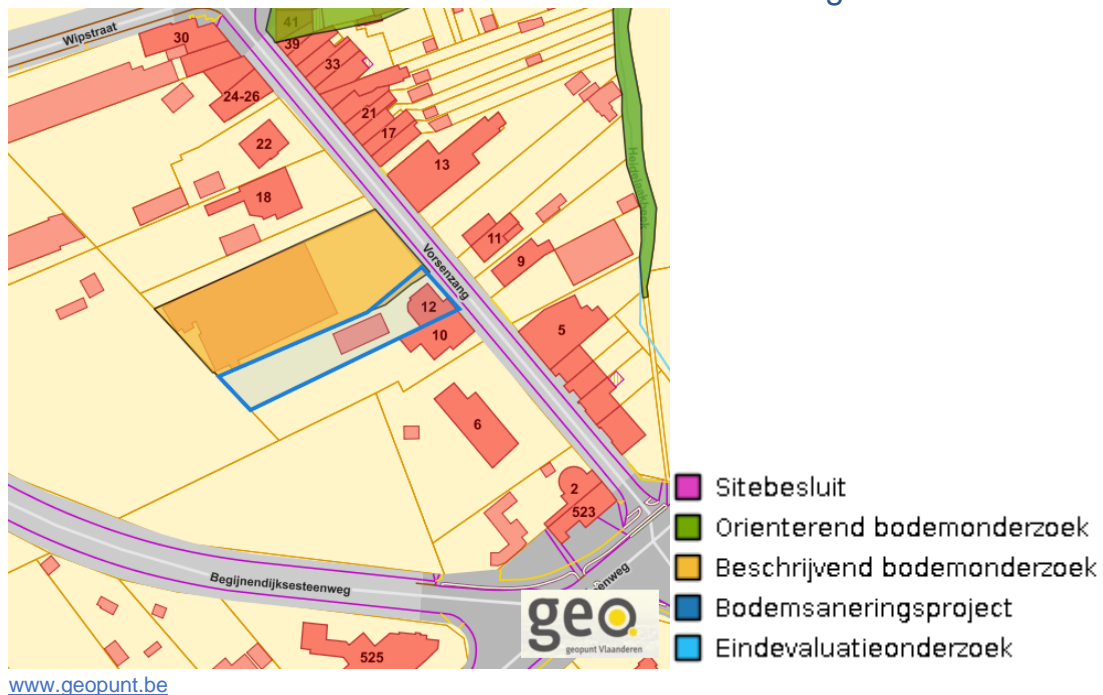 Wipstraat
30
41
39
33
24-26
21
17
22
13
18
Heidelaakbeek
11
9
Vorsenzang
12
10
5
6
2
523
Begijnendijksesteenweg
525
geo.
geopunt Vlaanderen
Sitebesluit
Orienterend bodemonderzoek
Beschrijvend bodemonderzoek
Bodemsaneringsproject
Eindevaluatieonderzoek
www.geopunt.be